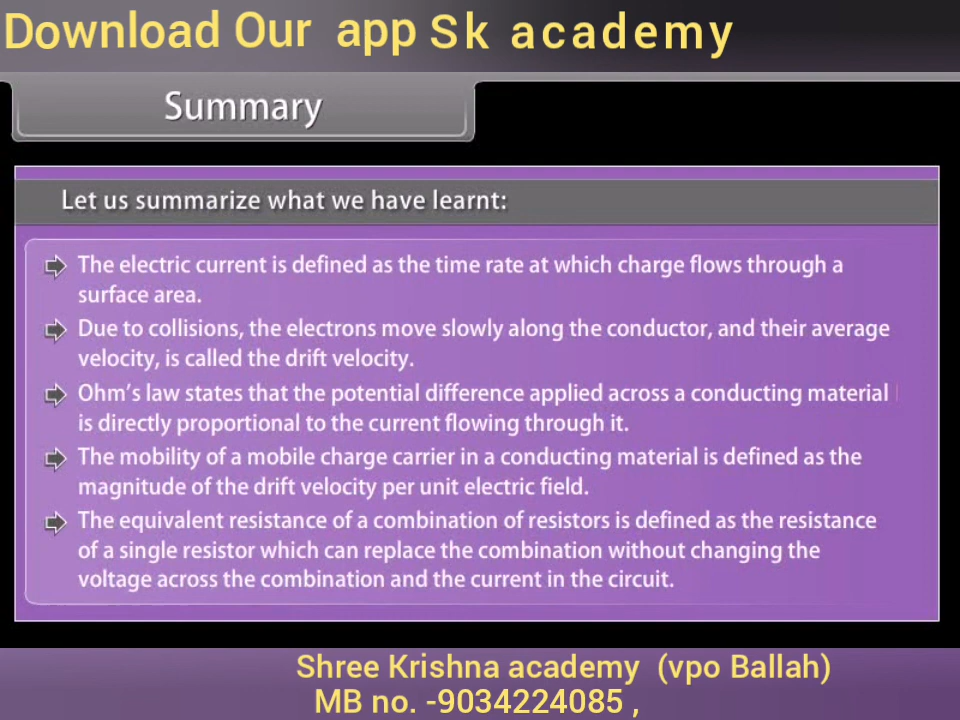 Download Our app Sk academy
Summary
Let us summarize what we have learnt:
The electric current is defined as the time rate at which charge flows through a
surface area.
Due to collisions, the electrons move slowly along the conductor, and their average
velocity, is called the drift velocity.
Ohm's law states that the potential difference applied across a conducting material
is directly proportional to the current flowing through it.
The mobility of a mobile charge carrier in a conducting material is defined as the
magnitude of the drift velocity per unit electric field.
The equivalent resistance of a combination of resistors is defined as the resistance
of a single resistor which can replace the combination without changing the
voltage across the combination and the current in the circuit.
Shree Krishna academy (vpo Ballah)
MB no. -9034224085 ,